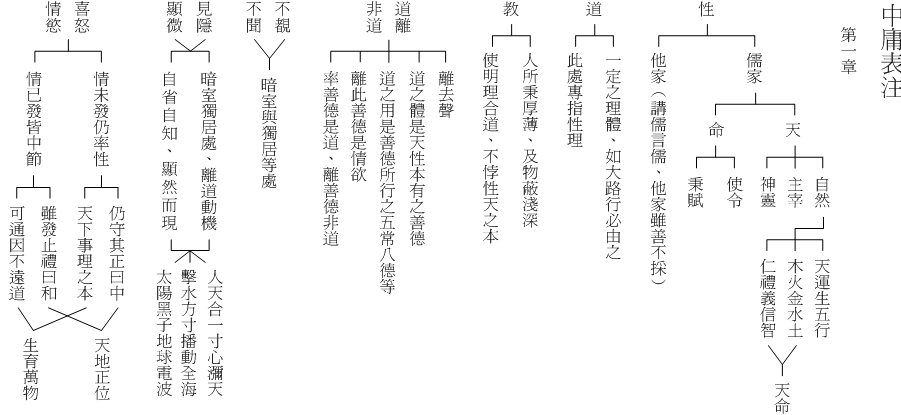 中庸表注
第一章
性
儒家
天
自然
天運生五行
木火金水土
仁禮義信智
天命
主宰
神靈
命
使令
秉賦
他家（講儒言儒、他家雖善不採）
道
一定之理體、如大路行必由之
此處專指性理
教
人所秉厚薄、及物蔽淺深
使明理合道、不悖性天之本
道離
非道
離去聲
道之體是天性本有之善德
道之用是善德所行之五常八德等
離此善德是情欲
率善德是道、離善德非道
不覩
不聞
暗室與獨居等處
見隱
顯微
暗室獨居處、離道動機
自省自知、顯然而現
人天合一寸心瀰天
擊水方寸播動全海
太陽黑子地球電波
喜怒
情慾
情未發仍率性
仍守其正曰中
天下事理之本
情已發皆中節
雖發止禮曰和
可通因不遠道
天地正位
生育萬物